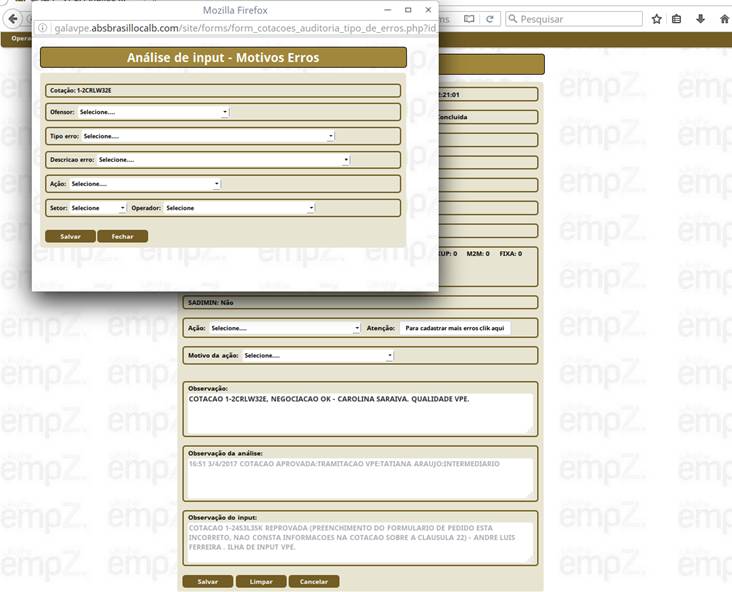 Mozilla Firefox
galavpe.absbrasillocalb.com/site/forms/form_cotacoes_auditoria_tipo_de_erros.php?id
Análise de input - Motivos Erros
Cotação: 1-2CRLW32E
Ofensor: Selecione....
Tipo erro: Selecione....
Descricao erro: Selecione....
Ação: Selecione....
Setor: Selecione Operador: Selecione
Salvar Fechar
Pesquisar
Opera
2:21:01
Concluída
KUP: 0 M2M: 0 FIXA: 0
SADIMIN: Não
Ação: Selecione.... Atenção: Para cadastrar mais erros clik aqui
Motivo da ação: Selecione....
Observação:
COTACAO 1-2CRLW32E, NEGOCIACAO OK - CAROLINA SARAIVA. QUALIDADE VPE.
Observação da análise:
16:51 3/4/2017 COTACAO APROVADA:TRAMITACAO VPE:TATIANA ARAUJO:INTERMEDIARIO
Observação do input:
COTACAO 1-24S3L3SK REPROVADA (PREENCHIMENTO DO FORMULARIO DE PEDIDO ESTA
INCORRETO, NAO CONSTA INFORMACOES NA COTACAO SOBRE A CLAUSULA 22) - ANDRE LUIS
FERREIRA . ILHA DE INPUT VPE.
Salvar Limpar Cancelar
empZ.